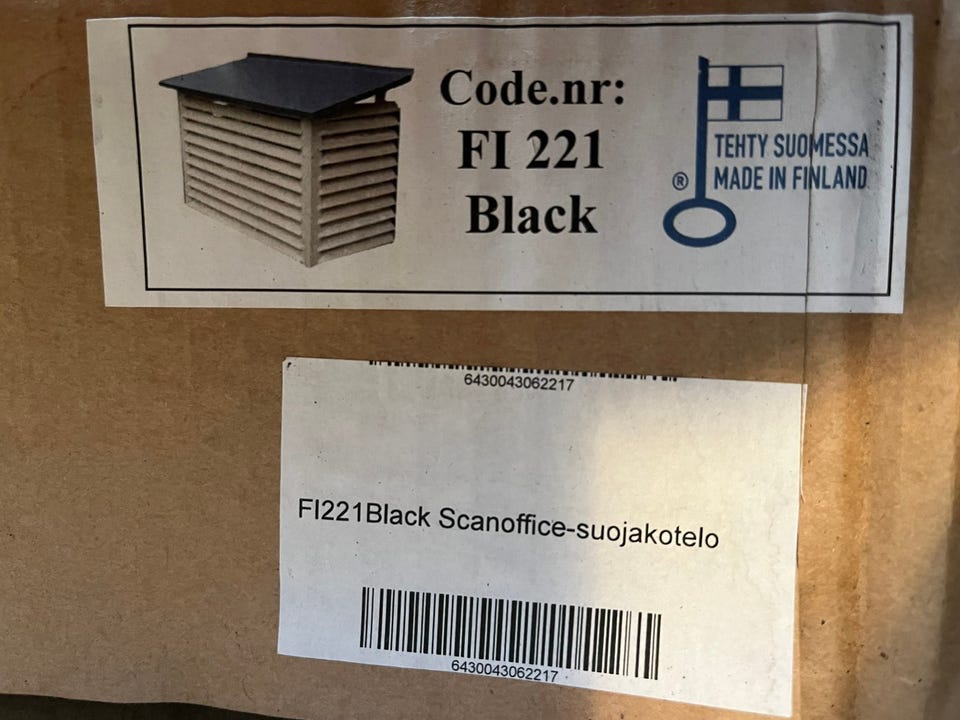 Code.nr:
FI 221
Black
TEHTY SUOMESSA
® MADE IN FINLAND
6430043062217
FI221Black Scanoffice-suojakotelo
6430043062217